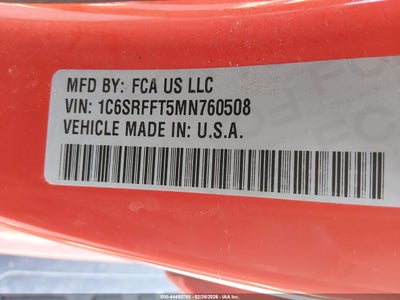 MFD BY: FCA US LLC
VIN: 1C6SRFFT5MN760508
VEHICLE MADE IN: U.S.A.